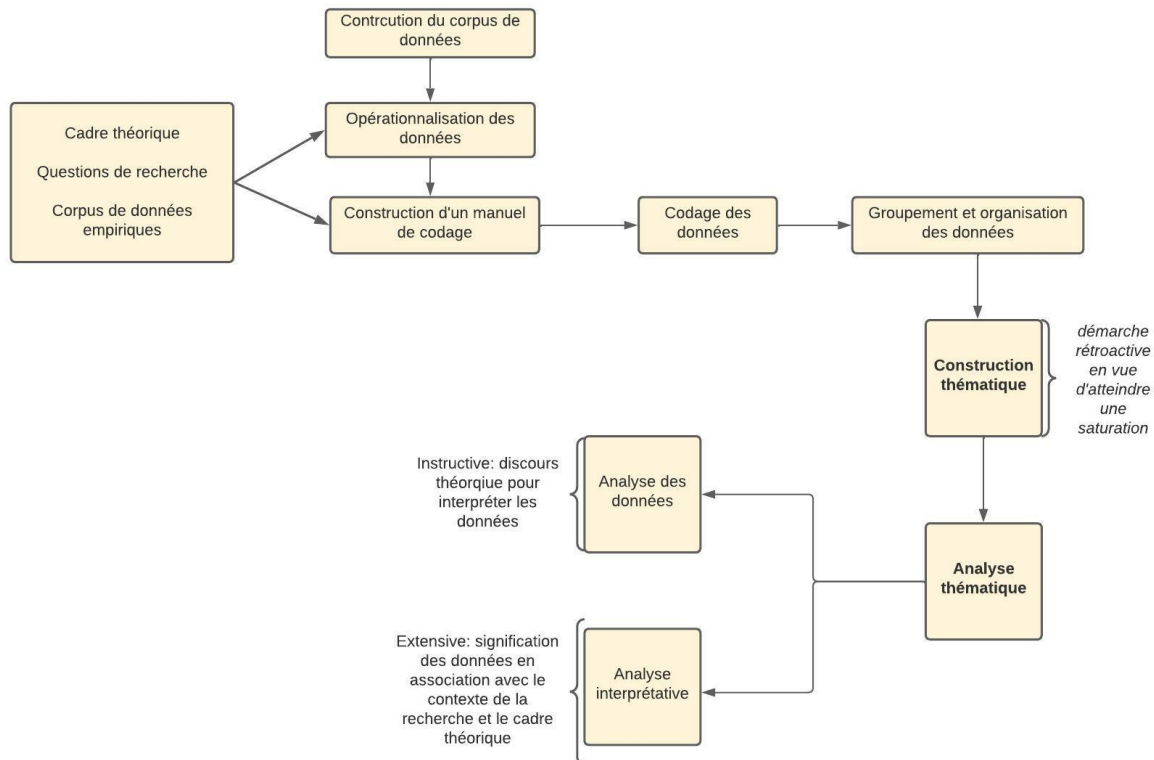 Contrcution du corpus de
données
Cadre théorique
Questions de recherche
Corpus de données
empiriques
Opérationnalisation des
données
Construction d'un manuel
de codage
Codage des
données
Groupement et organisation
des données
Construction
thématique
démarche
rétroactive
en vue
d'atteindre
une
saturation
Instructive: discours
théorqiue pour
interpréter les
données
Analyse des
données
Analyse
thématique
Extensive: signification
des données en
association avec le
contexte de la
recherche et le cadre
théorique
Analyse
interprétative